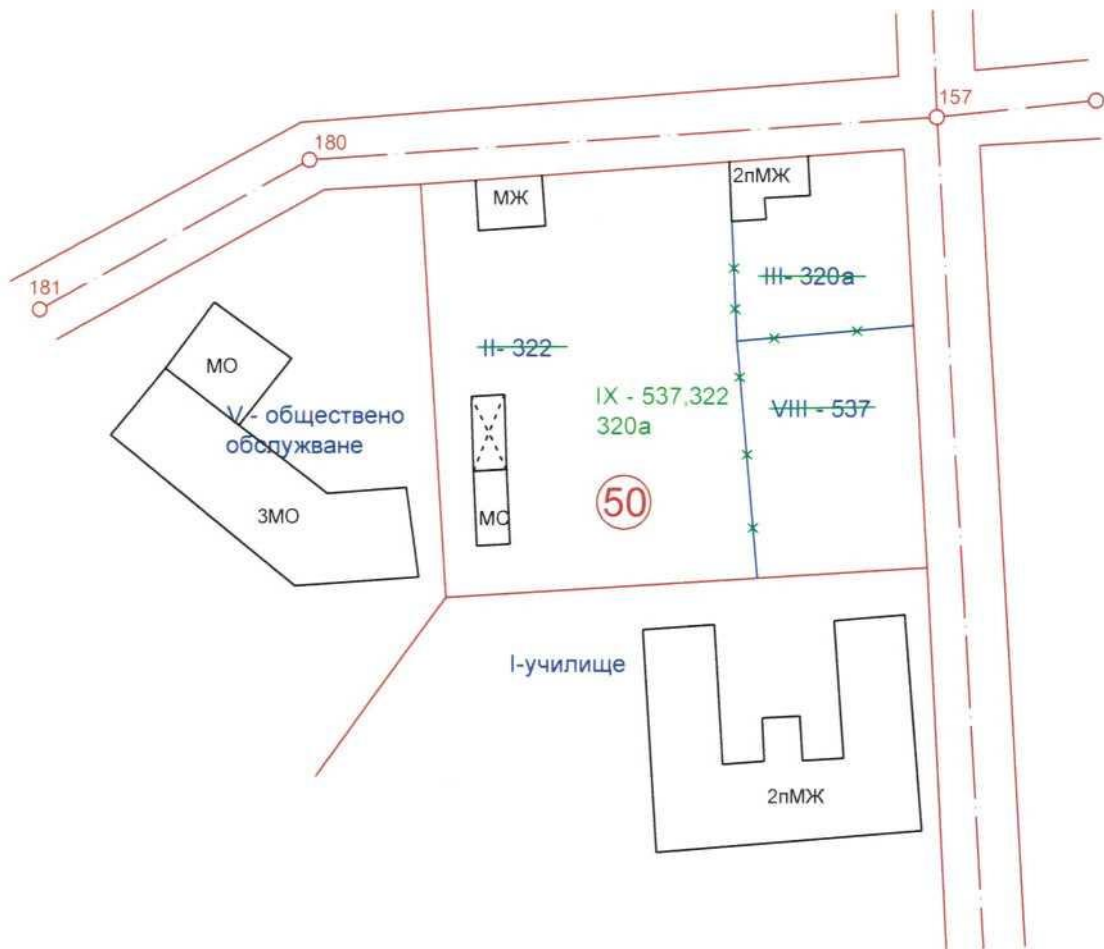 157
180
181
МЖ
2пМЖ
III- 320а
II- 322
МО
V - обществено
обслужване
IX - 537,322
320а
VIII - 537
50
3МО
МС
I-училище
2пМЖ